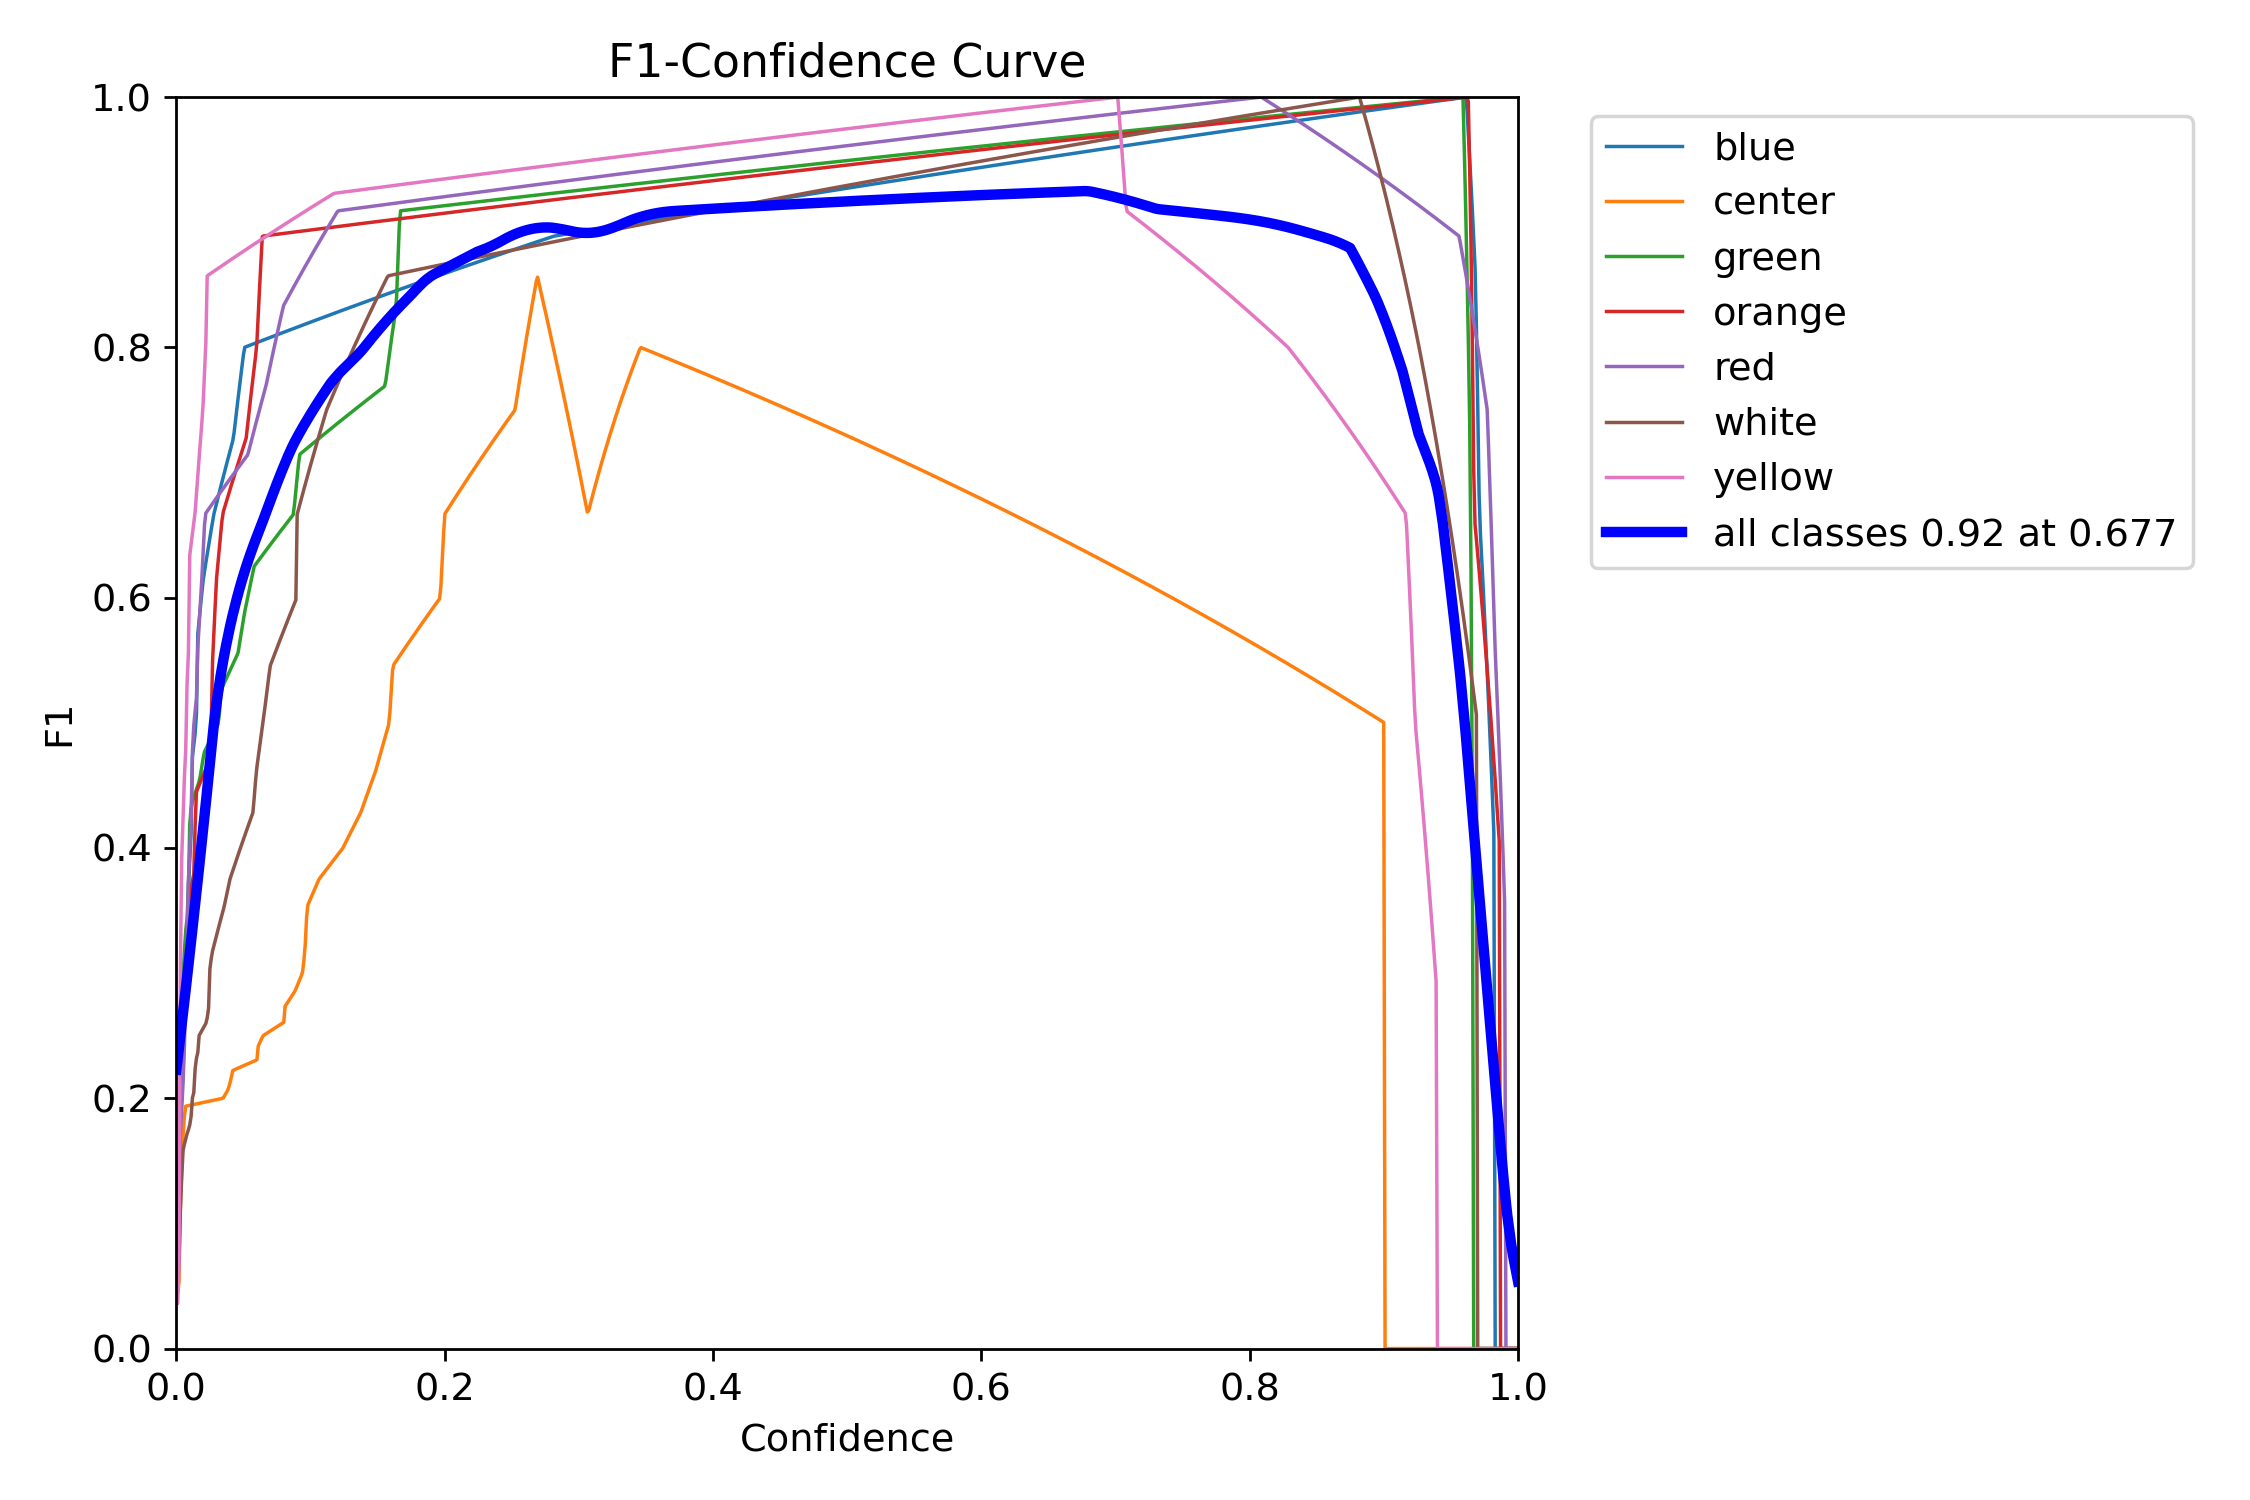 F1-Confidence Curve
1.0
0.8
0.6
0.4
0.2
0.0
F1
0.0 0.2 0.4 0.6 0.8 1.0
Confidence
blue
center
green
orange
red
white
yellow
all classes 0.92 at 0.677